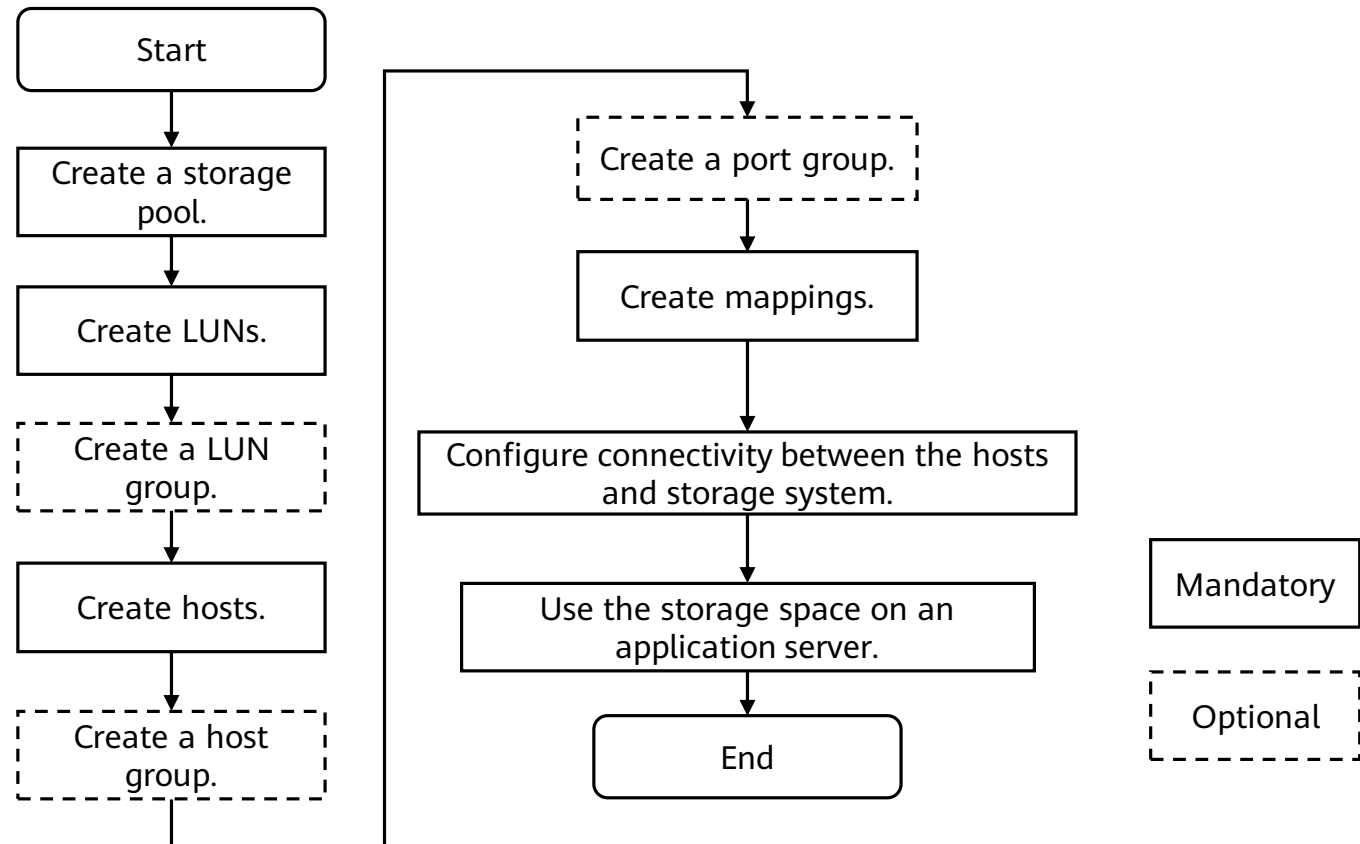 Start
Create a storage
pool.
Create LUNs.
Create a LUN
group.
Create hosts.
Create a host
group.
Create a port group.
Create mappings.
Configure connectivity between the hosts
and storage system.
Use the storage space on an
application server.
End
Mandatory
Optional